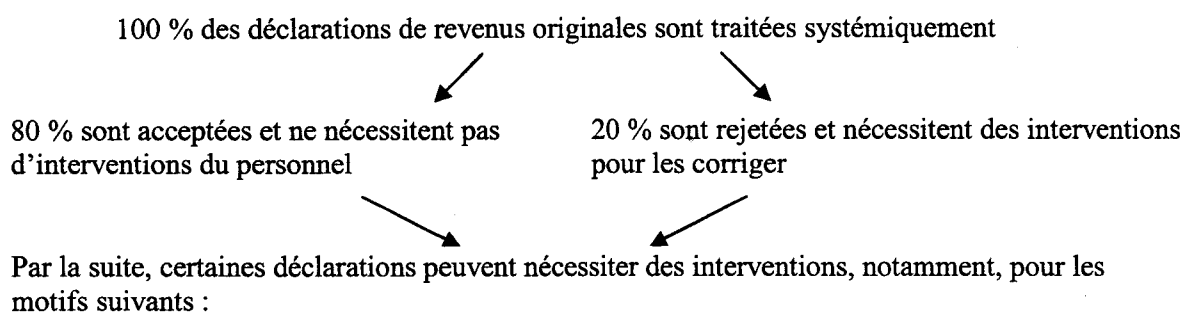 100 % des déclarations de revenus originales sont traitées systémiquement
80 % sont acceptées et ne nécessitent pas
d'interventions du personnel
20 % sont rejetées et nécessitent des interventions
pour les corriger
Par la suite, certaines déclarations peuvent nécessiter des interventions, notamment, pour les
motifs suivants :